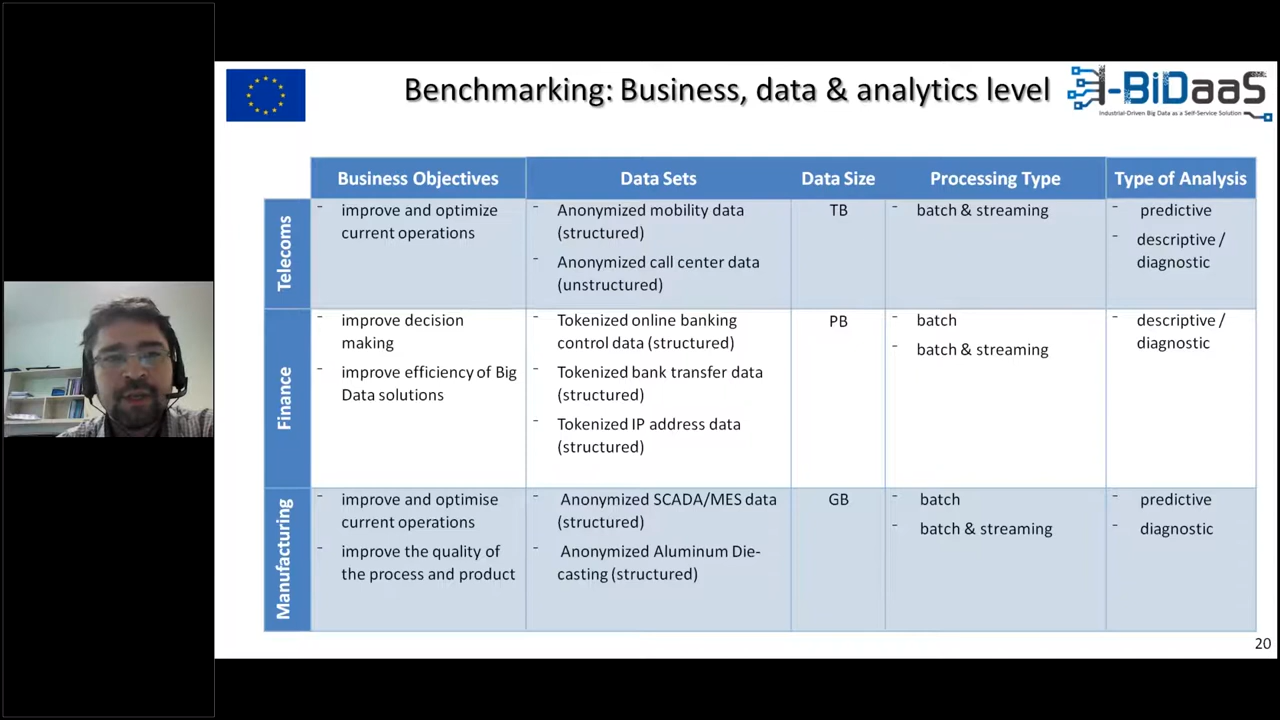 Benchmarking: Business, data & analytics level
I-BiDaaS
Industrial-Driven Big Data as a Self-Service Solution
Business Objectives
Data Sets
Data Size
Processing Type
Type of Analysis
Telecoms
- improve and optimize
current operations
- Anonymized mobility data
(structured)
- Anonymized call center data
(unstructured)
TB
- batch & streaming
- predictive
- descriptive /
diagnostic
Finance
- improve decision
making
- improve efficiency of Big
Data solutions
- Tokenized online banking
control data (structured)
- Tokenized bank transfer data
(structured)
- Tokenized IP address data
(structured)
PB
- batch
- batch & streaming
- descriptive /
diagnostic
Manufacturing
- improve and optimise
current operations
- improve the quality of
the process and product
- Anonymized SCADA/MES data
(structured)
- Anonymized Aluminum Die-
casting (structured)
GB
- batch
- batch & streaming
- predictive
- diagnostic
20